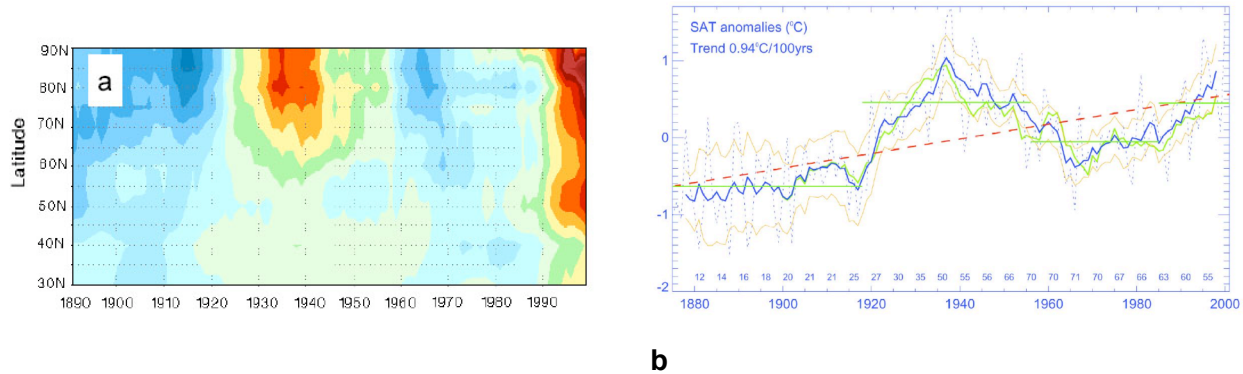 a
Latitude
90N
80N
70N
60N
50N
40N
30N
1890 1900 1910 1920 1930 1940 1950 1960 1970 1980 1990
SAT anomalies (°C)
Trend 0.94°C/100yrs
1
0
-1
-2
12 14 16 18 20 21 21 25 27 30 35 50 55 56 66 70 70 71 70 67 66 63 60 55
1880 1900 1920 1940 1960 1980 2000
b